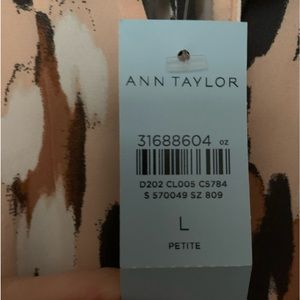 ANN TAYLOR
31688604 oz
D202 CL005 C5784
S 570049 SZ 809
L
PETITE